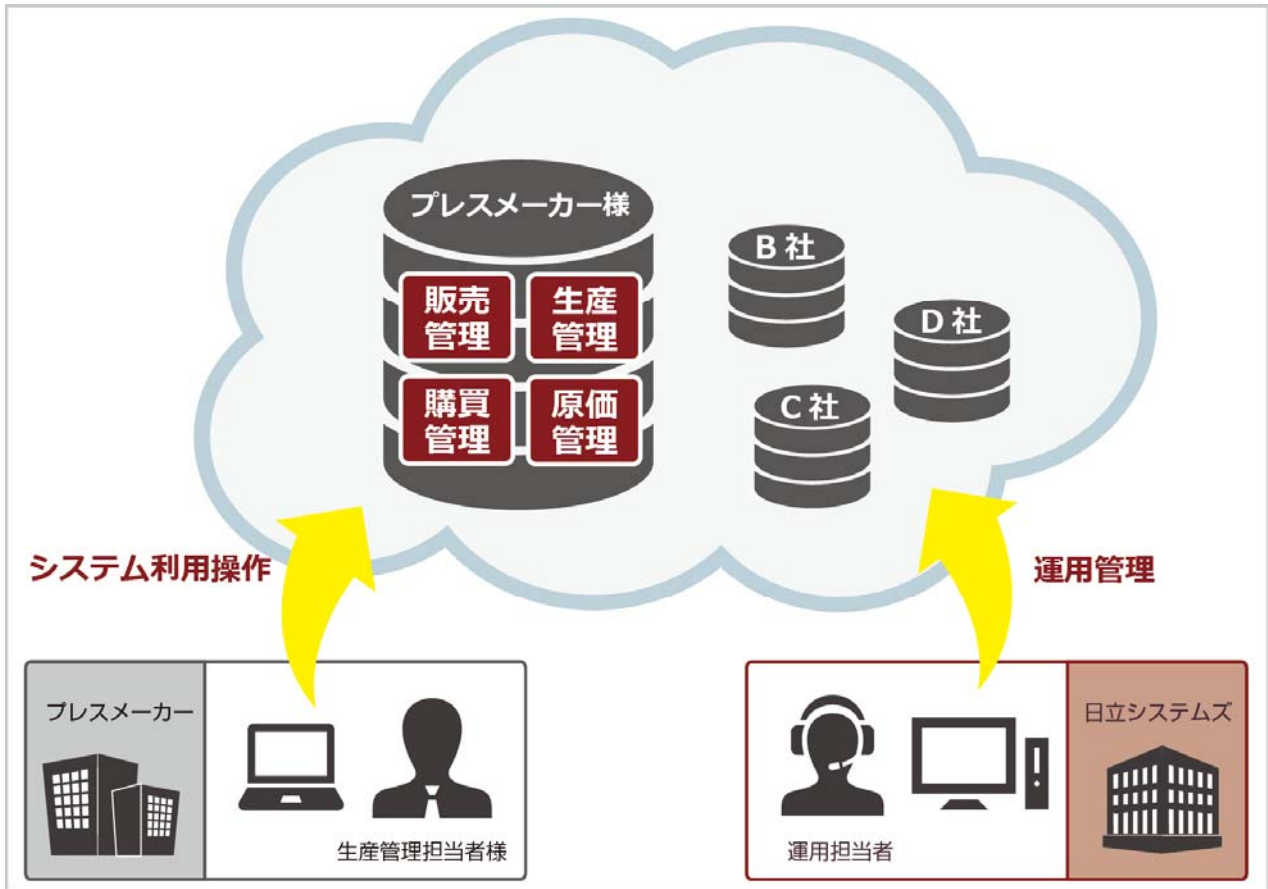 プレスメーカー様
販売
管理
生産
管理
購買
管理
原価
管理
B社
D社
C社
システム利用操作
運用管理
プレスメーカー
生産管理担当者様
運用担当者
日立システムズ